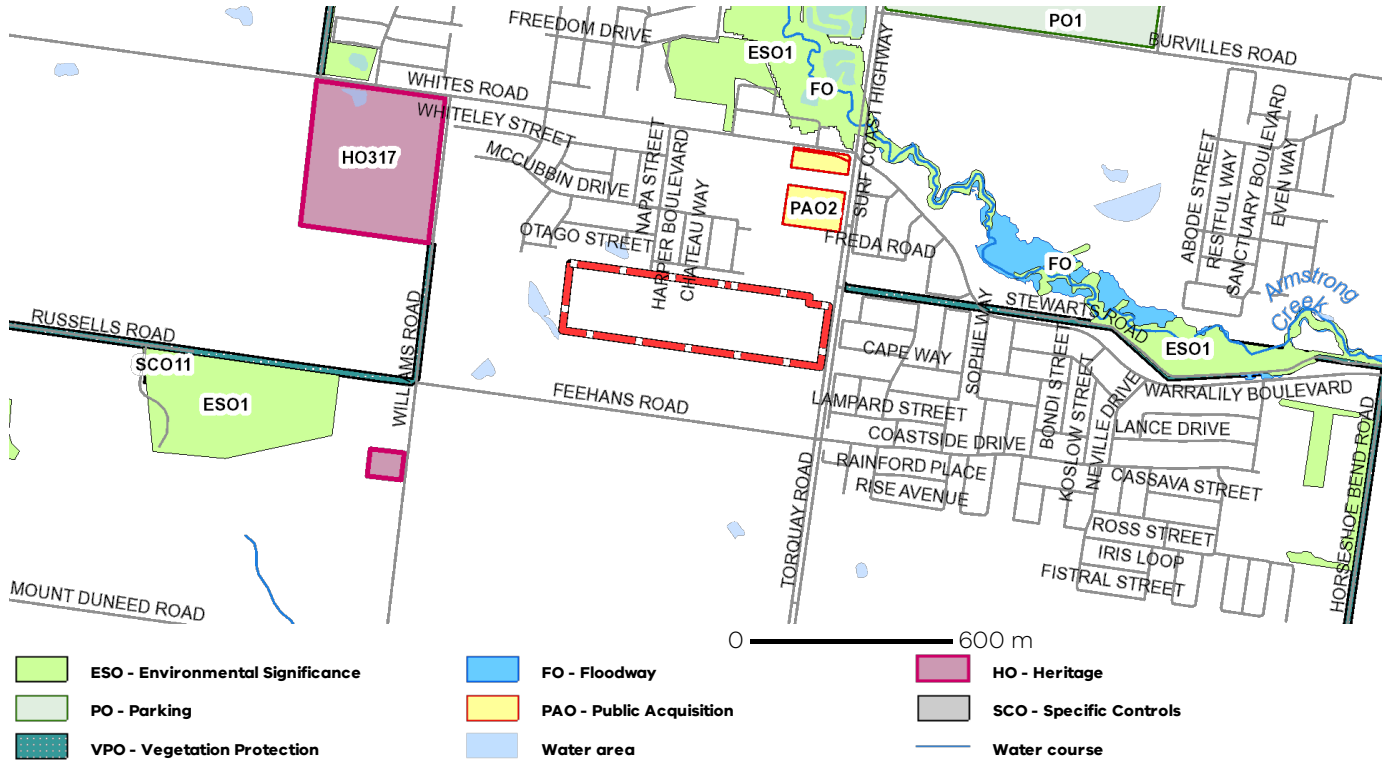 PO1
FREEDOM DRIVE
ESO1
BURVILLES ROAD
WHITES ROAD
FO
SURF COAST HIGHWAY
WHITELEY STREET
HO317
MCCUBBIN DRIVE
NAPA STREET
HARPER BOULEVARD
CHATEAU WAY
PAO2
OTAGO STREET
FREDA ROAD
ABODE STREET
RESTFUL WAY
SANCTUARY BOULEVARD
EVEN WAY
FO
Armstrong
Creek
STEWARTS ROAD
RUSSELLS ROAD
WILLIAMS ROAD
SCO11
ESO1
CAPE WAY
SOPHIE WAY
ESO1
WARRALILY BOULEVARD
FEEHANS ROAD
LAMPARD STREET
BONDI STREET
KOSLOW STREET
NEVILLE DRIVE
LANCE DRIVE
COASTSIDE DRIVE
RAINFORD PLACE
RISE AVENUE
CASSAVA STREET
TORQUAY ROAD
HORSESHOE BEND ROAD
ROSS STREET
IRIS LOOP
FISTRAL STREET
MOUNT DUNEED ROAD
0 600 m
ESO - Environmental Significance
FO - Floodway
HO - Heritage
PO - Parking
PAO - Public Acquisition
SCO - Specific Controls
VPO - Vegetation Protection
Water area
Water course